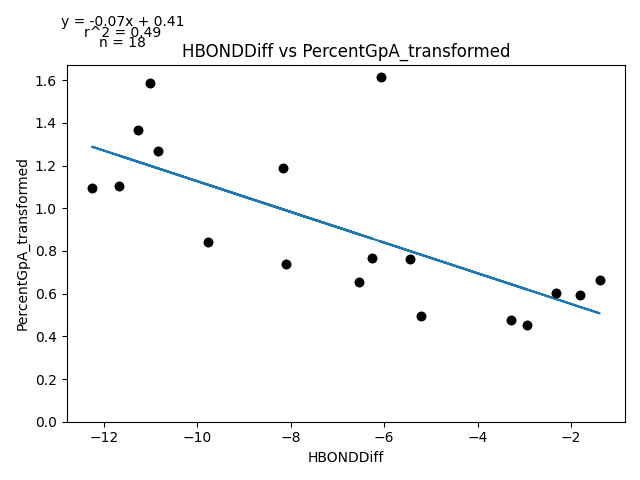 y = -0.07x + 0.41
r^2 = 0.49
n = 18
HBONDDiff vs PercentGpA_transformed
PercentGpA_transformed
1.6
1.4
1.2
1.0
0.8
0.6
0.4
0.2
0.0
−12 −10 −8 −6 −4 −2
HBONDDiff